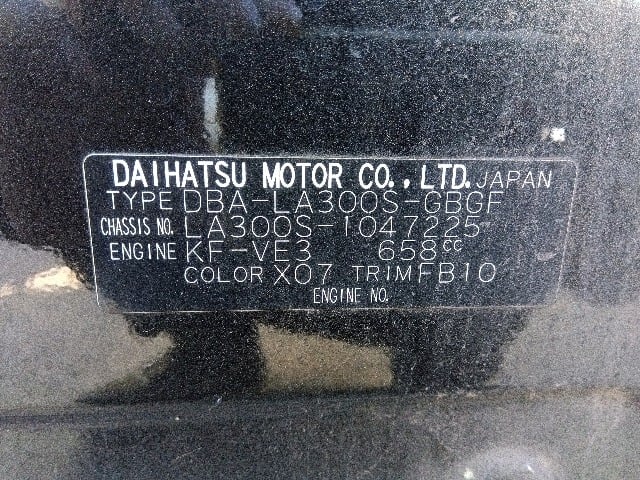 DAIHATSU MOTOR CO., LTD. JAPAN
TYPE DBA-LA300S-GBGF
CHASSIS NO. LA300S-1047225
ENGINE KF-VE3 658CC
COLOR X07 TRIM FB10
ENGINE NO.